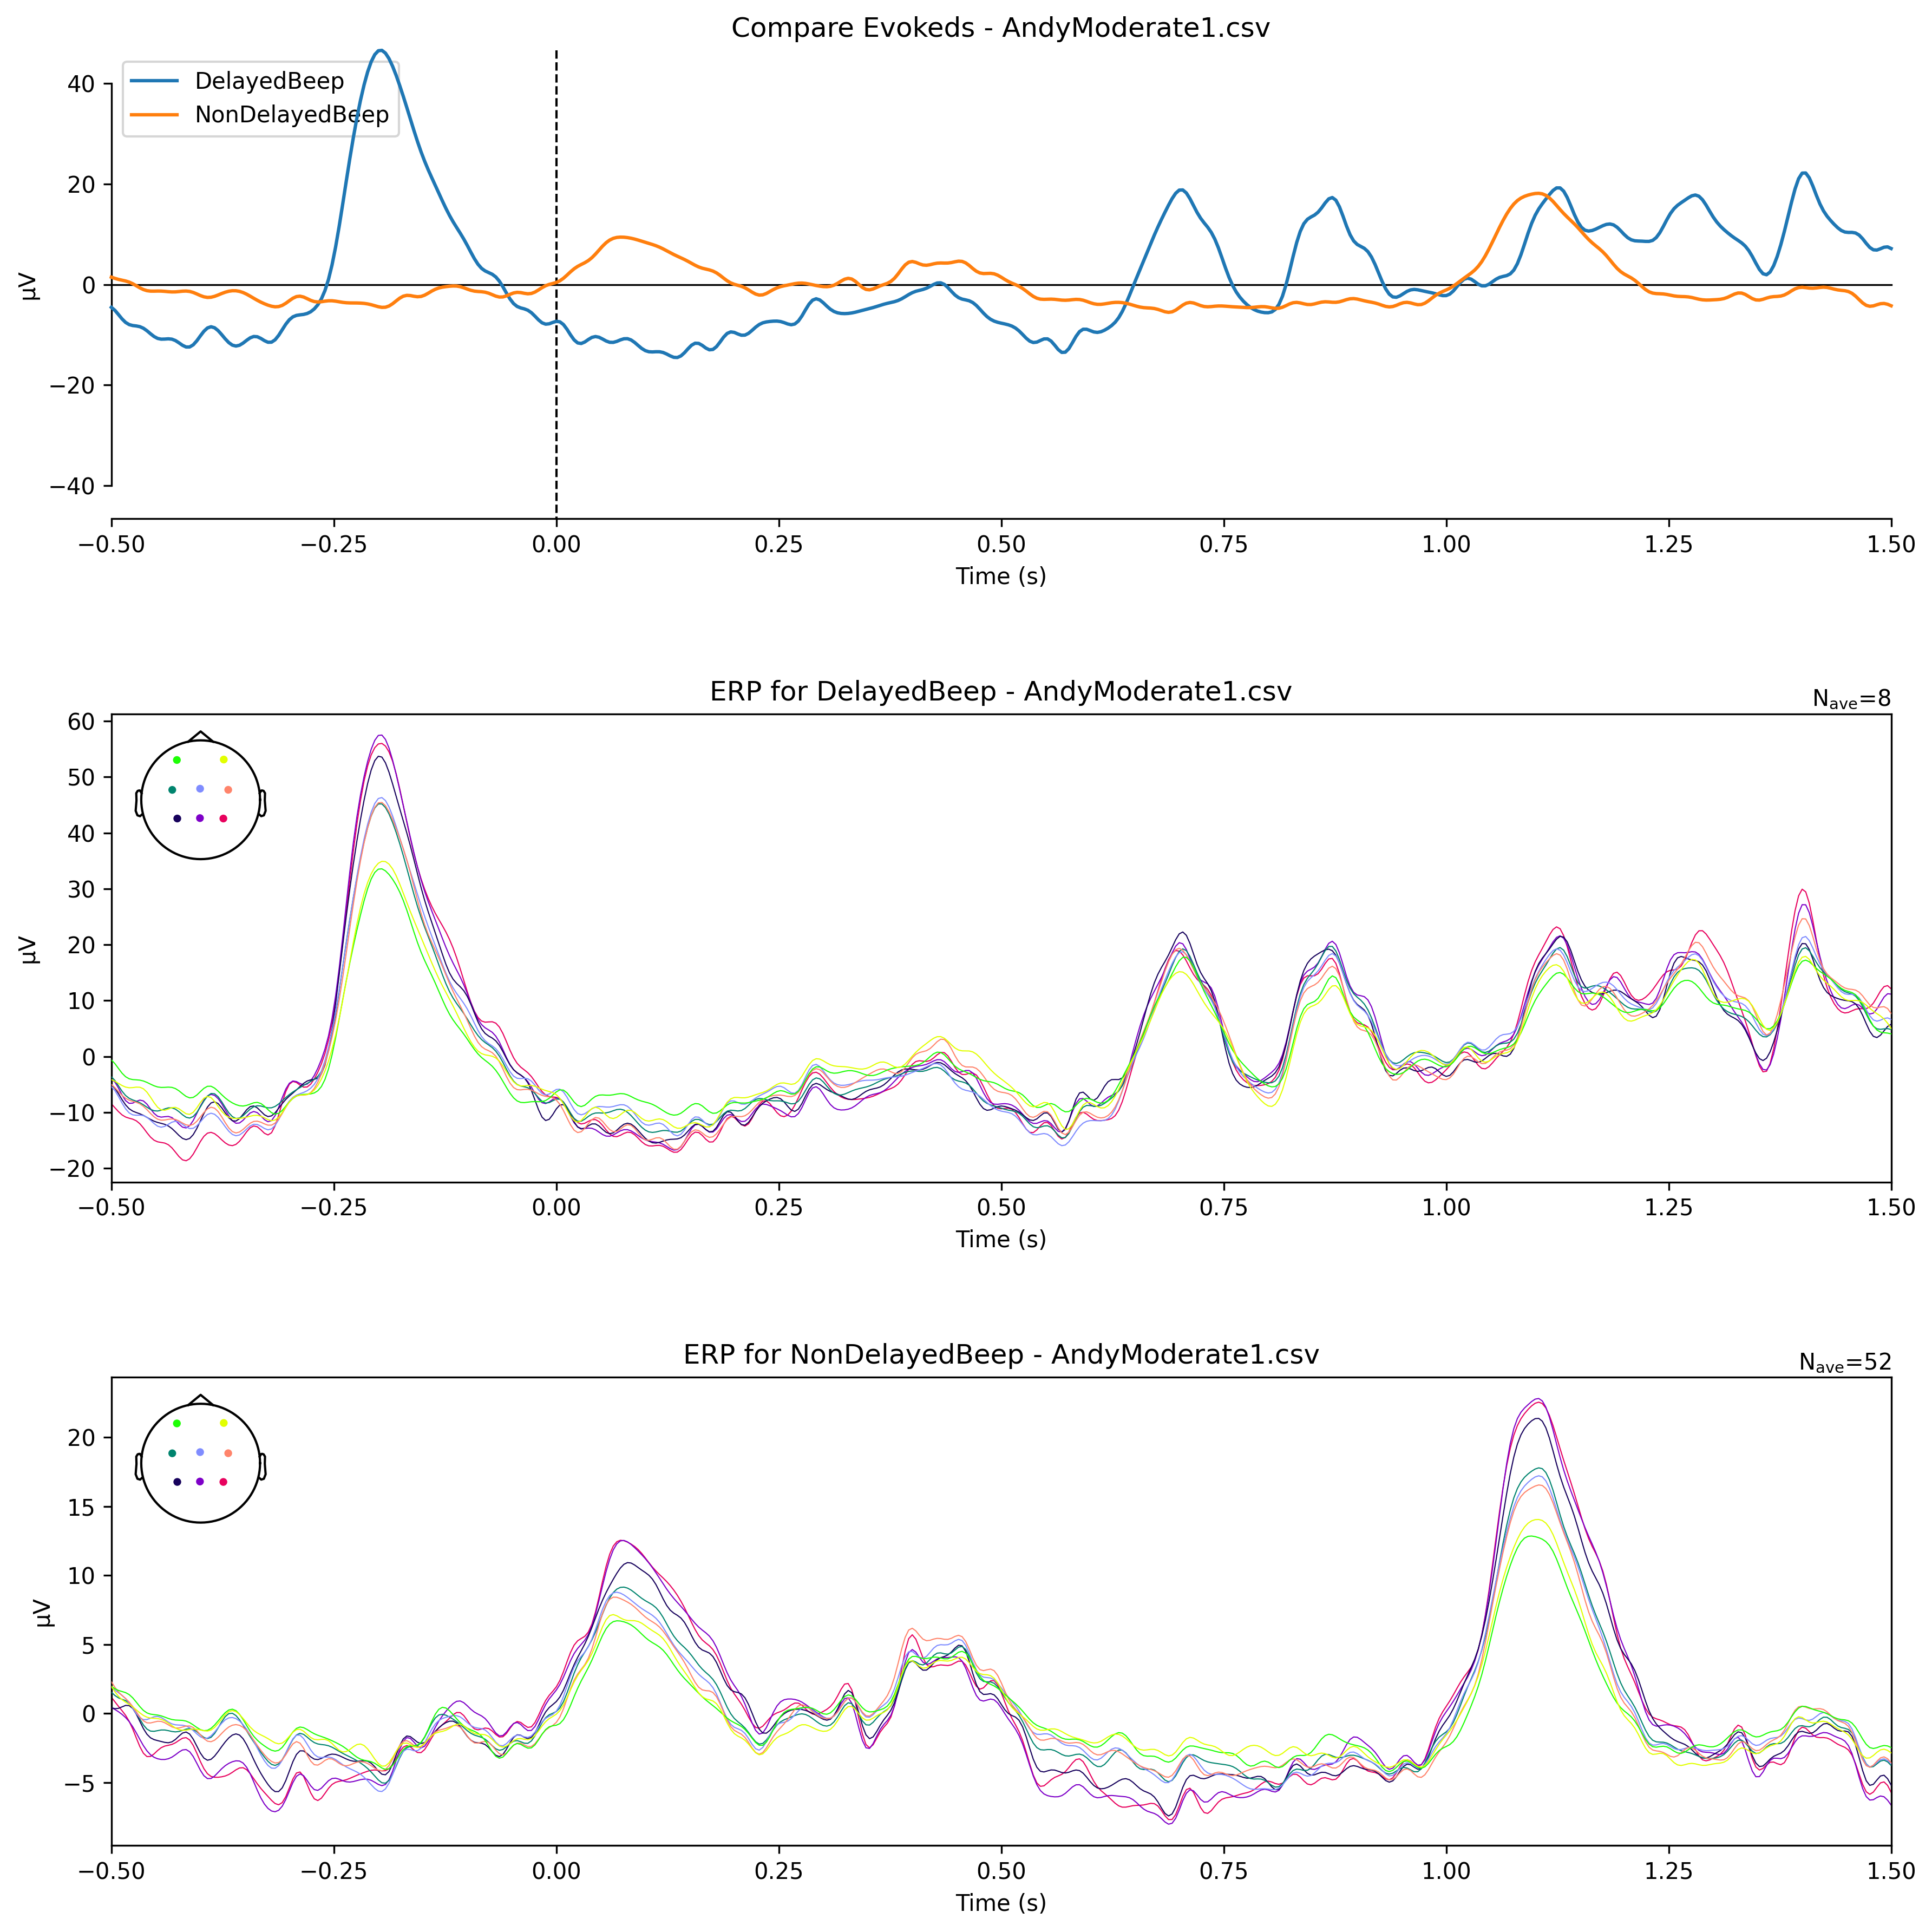 Compare Evokeds - AndyModerate1.csv
DelayedBeep
NonDelayedBeep
40
20
0
−20
−40
µV
−0.50 −0.25 0.00 0.25 0.50 0.75 1.00 1.25 1.50
Time (s)
ERP for DelayedBeep - AndyModerate1.csv
Nave=8
60
50
40
30
20
10
0
−10
−20
µV
−0.50 −0.25 0.00 0.25 0.50 0.75 1.00 1.25 1.50
Time (s)
ERP for NonDelayedBeep - AndyModerate1.csv
Nave=52
20
15
10
5
0
−5
µV
−0.50 −0.25 0.00 0.25 0.50 0.75 1.00 1.25 1.50
Time (s)